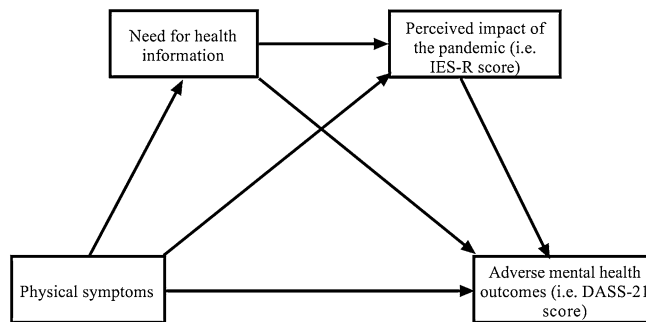 Need for health
information
Perceived impact of
the pandemic (i.e.
IES-R score)
Physical symptoms
Adverse mental health
outcomes (i.e. DASS-21
score)